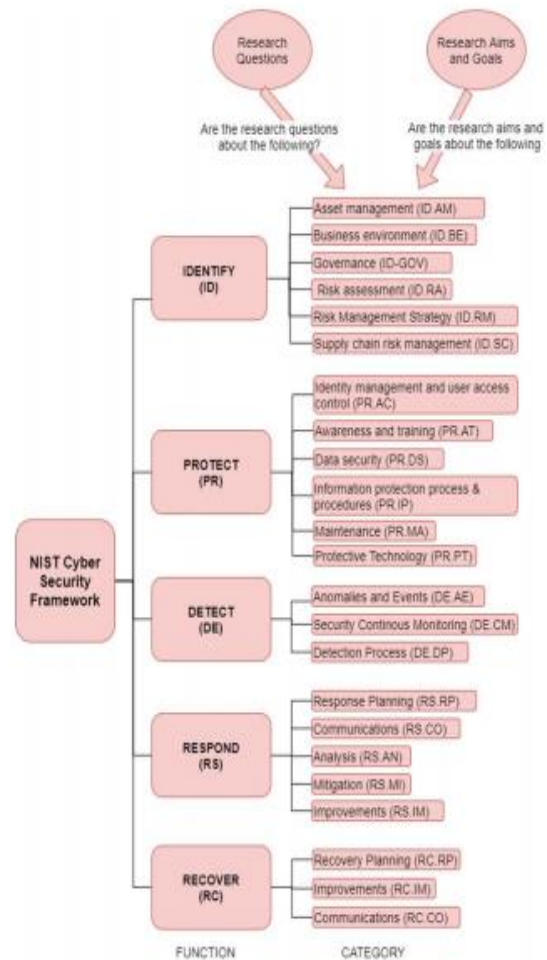 Research
Questions
Research Aims
and Goals
Are the research questions
about the following?
Are the research aims and
goals about the following
NIST Cyber
Security
Framework
IDENTIFY
(ID)
Asset management (ID.AM)
Business environment (ID.BE)
Governance (ID-GOV)
Risk assessment (ID.RA)
Risk Management Strategy (ID.RM)
Supply chain risk management (ID.SC)
PROTECT
(PR)
Identity management and user access
control (PR.AC)
Awareness and training (PR.AT)
Data security (PR.DS)
Information protection process &
procedures (PR.IP)
Maintenance (PR.MA)
Protective Technology (PR.PT)
DETECT
(DE)
Anomalies and Events (DE.AE)
Security Continous Monitoring (DE.CM)
Detection Process (DE.DP)
RESPOND
(RS)
Response Planning (RS.RP)
Communications (RS.CO)
Analysis (RS.AN)
Mitigation (RS.MI)
Improvements (RS.IM)
RECOVER
(RC)
Recovery Planning (RC.RP)
Improvements (RC.IM)
Communications (RC.CO)
FUNCTION
CATEGORY